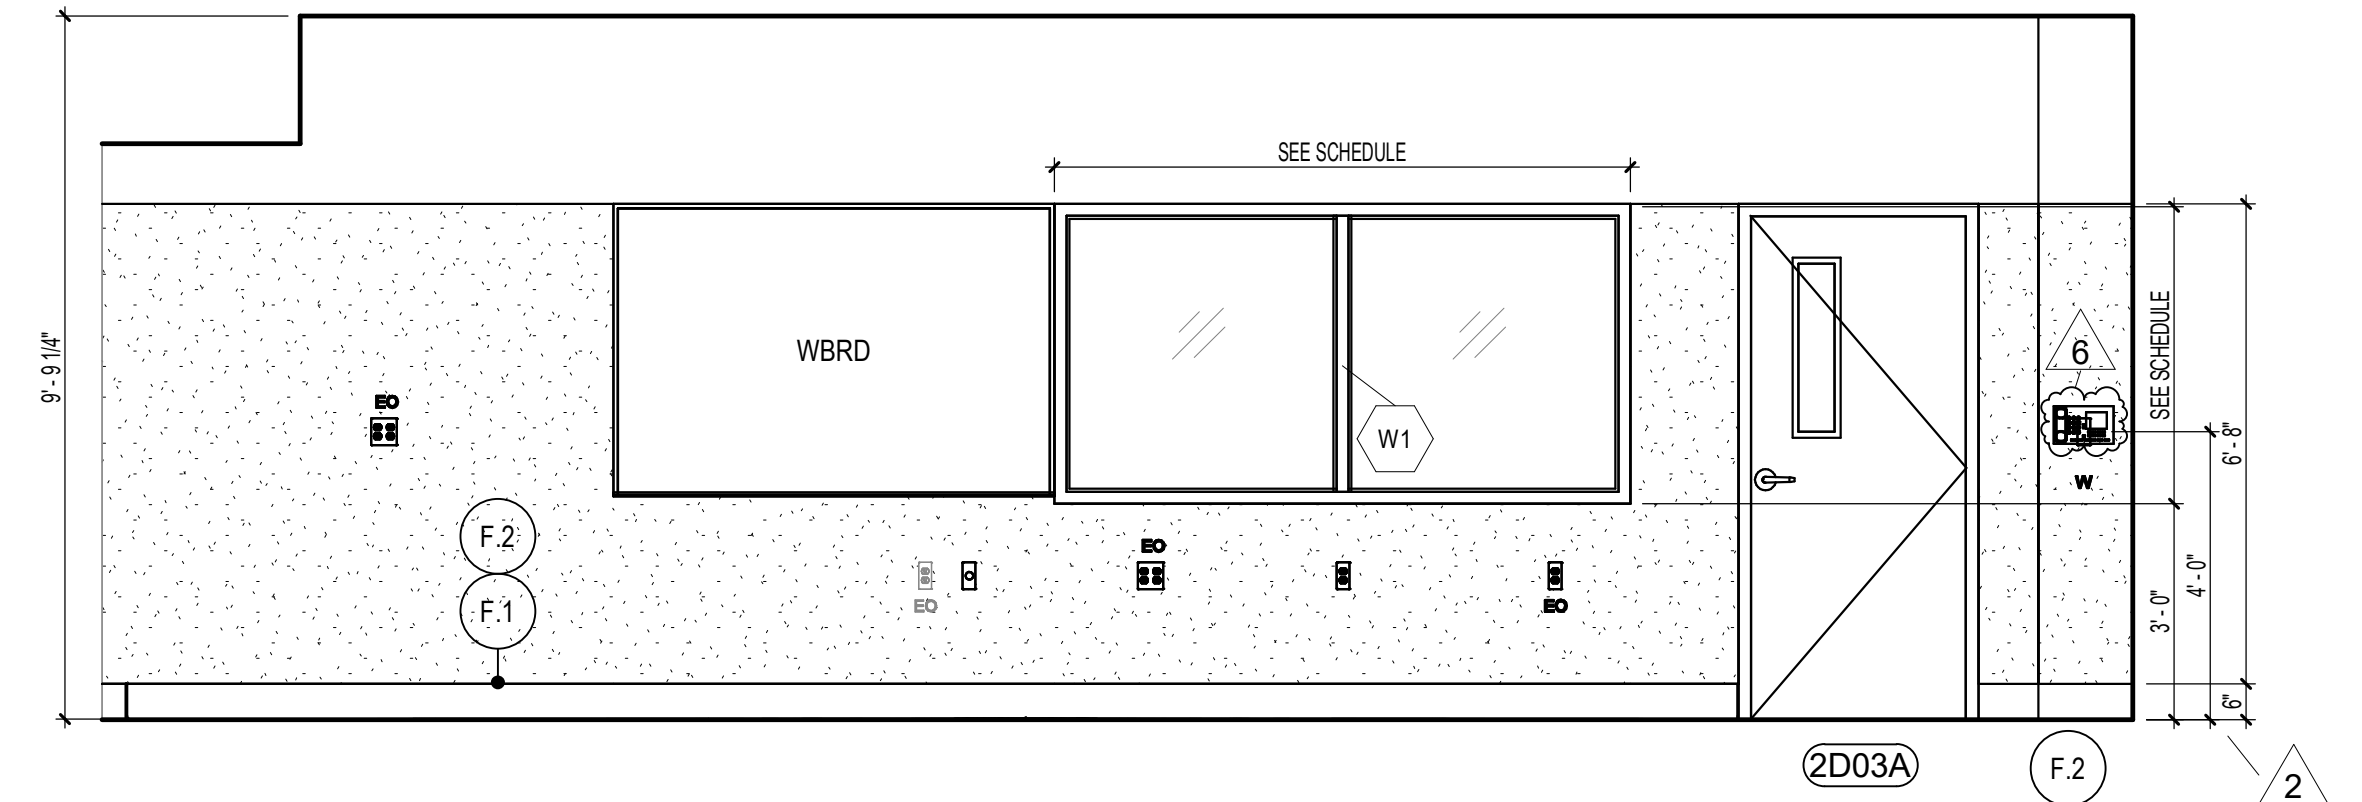 SEE SCHEDULE
9' - 9 1/4"
WBRD
EO
W1
6
W
SEE SCHEDULE
6' - 8"
F.2
F.1
EO
EO
EO
3' - 0"
4' - 0"
6"
2D03A
F.2
2